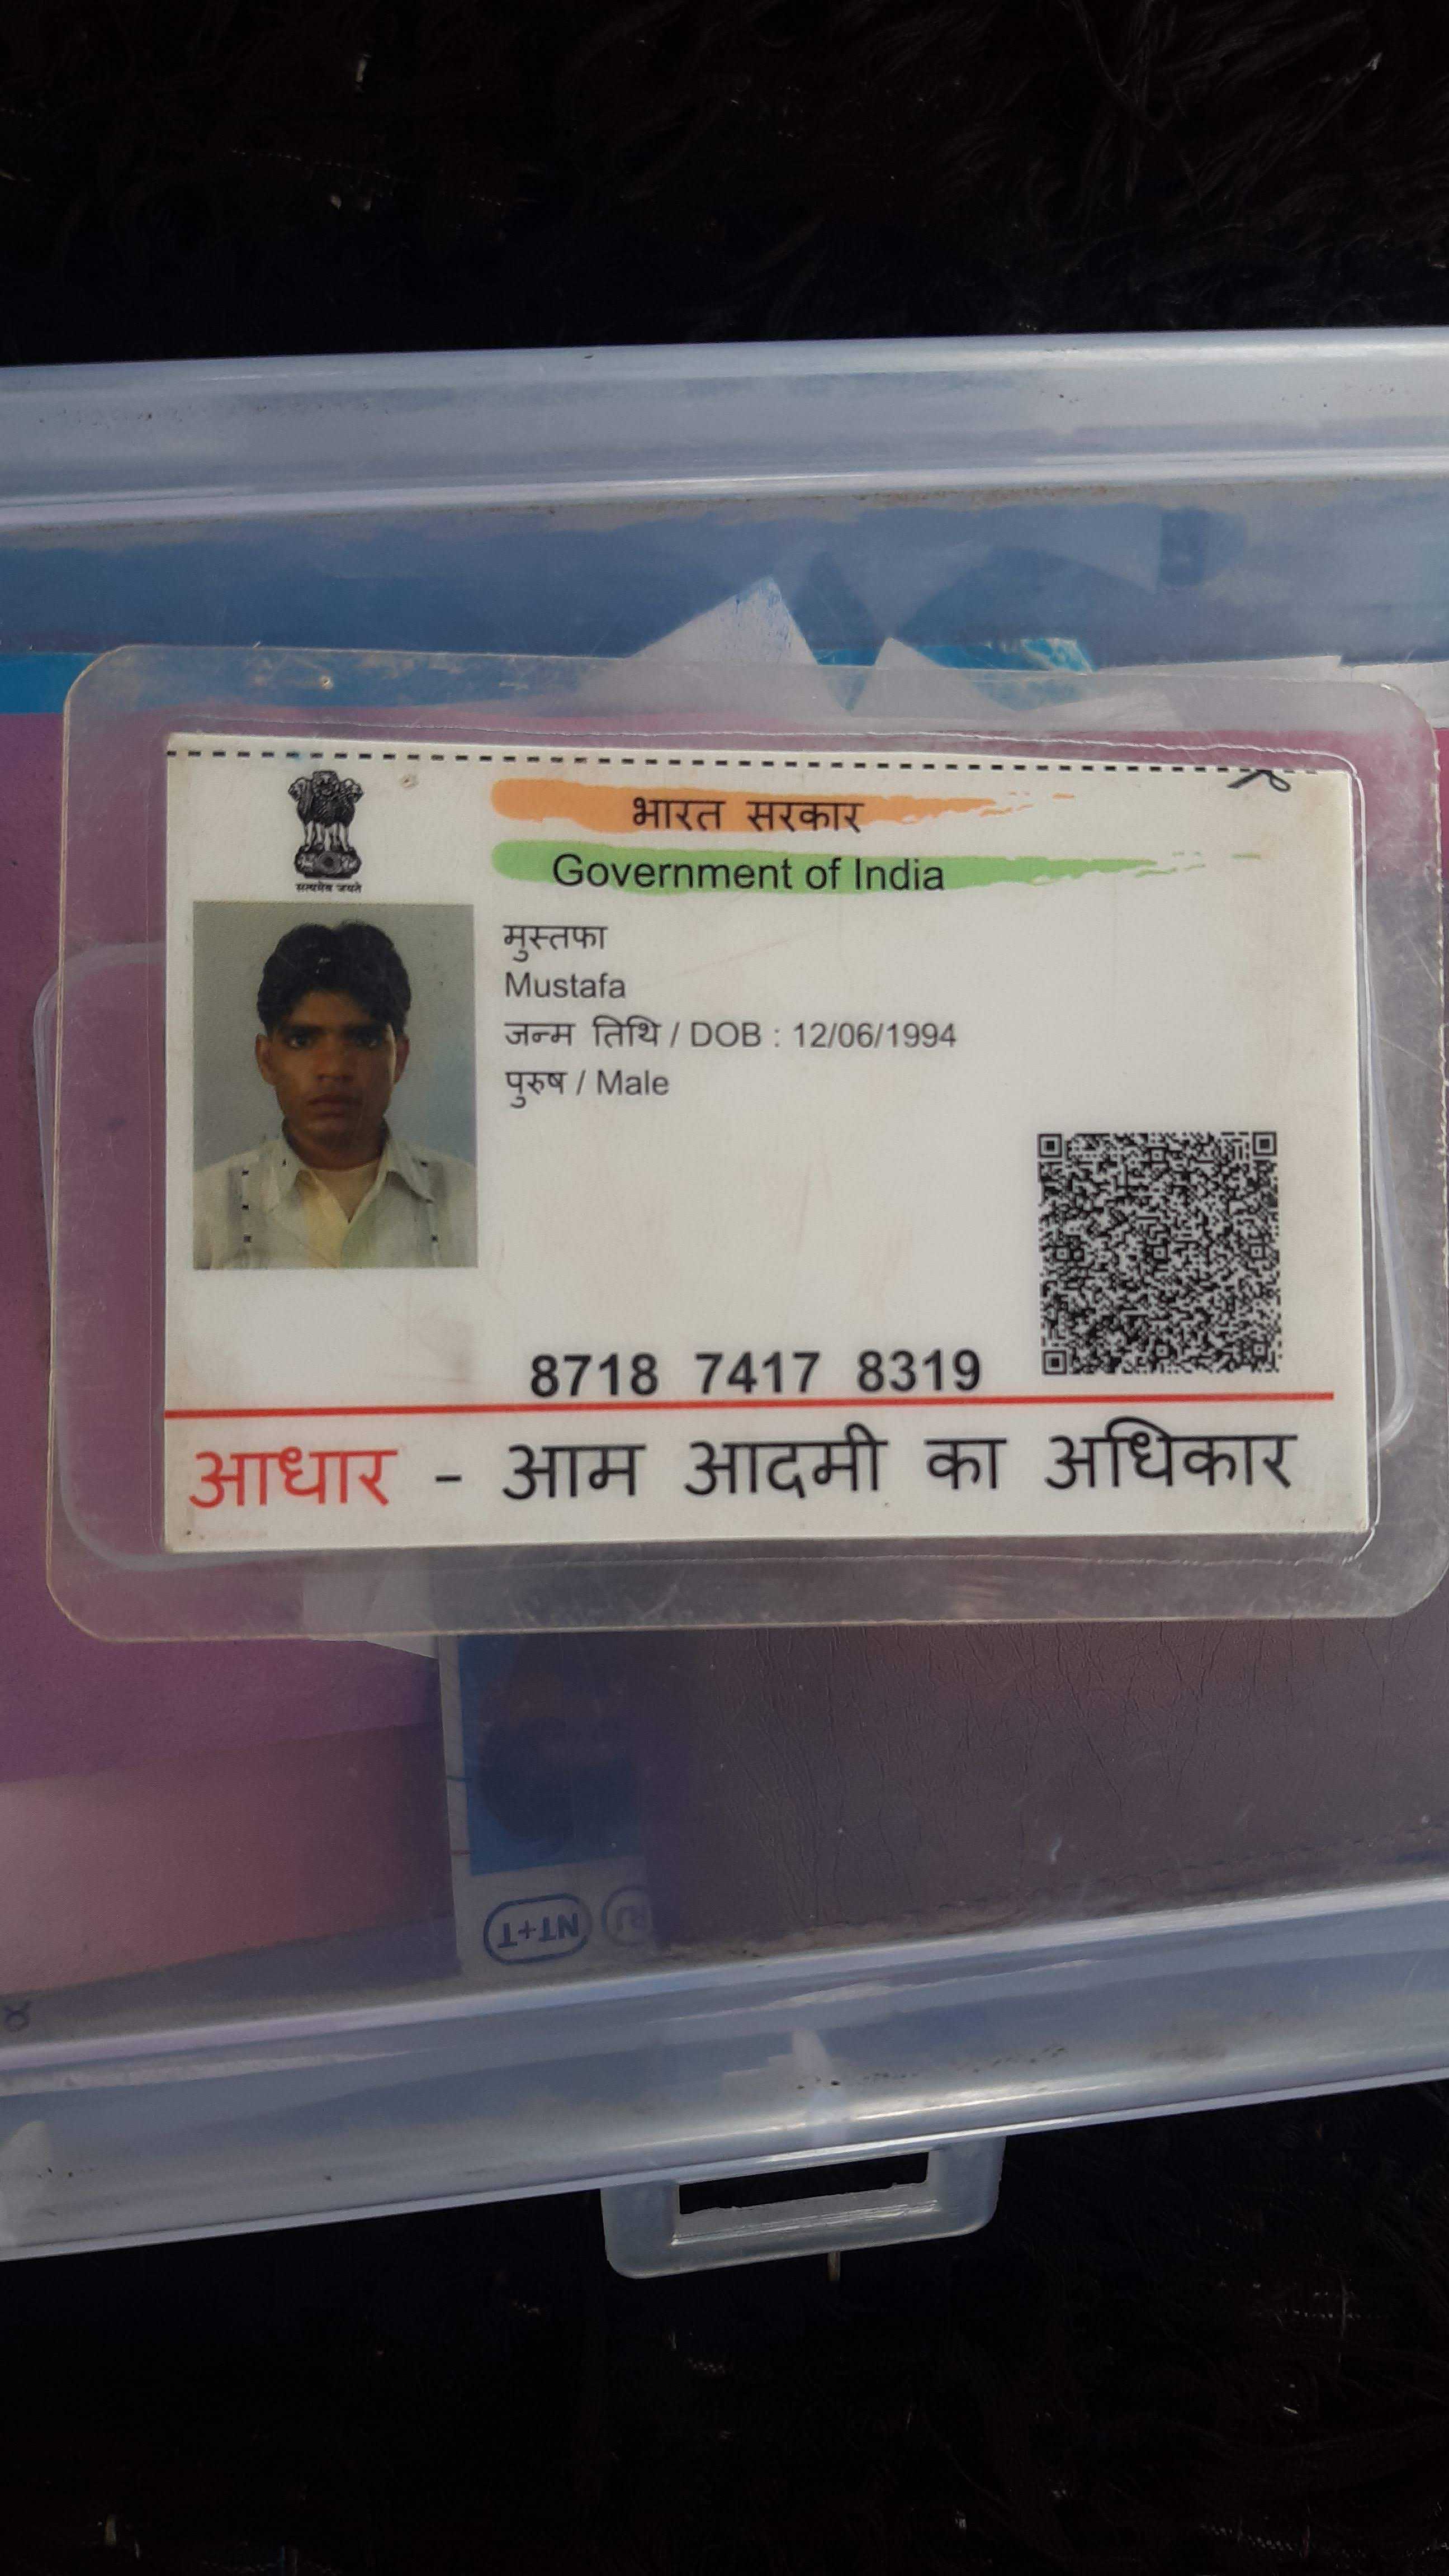 भारत सरकार
Government of India
सत्यमेव जयते
मुस्तफा
Mustafa
जन्म तिथि / DOB : 12/06/1994
पुरुष / Male
8718 7417 8319
आधार - आम आदमी का अधिकार
NT+T